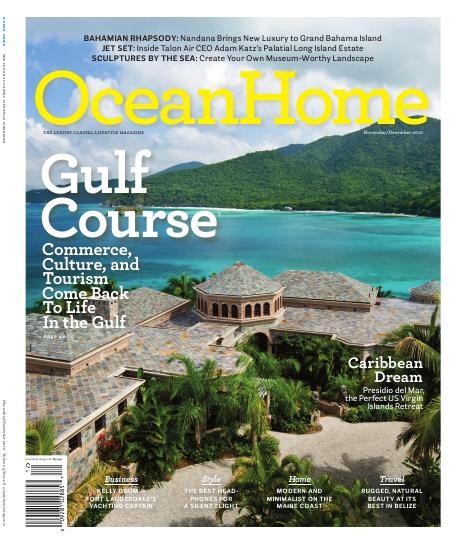 BAHAMIAN RHAPSODY: Nandana Brings New Luxury to Grand Bahama Island
JET SET: Inside Talon Air CEO Adam Katz's Palatial Long Island Estate
SCULPTURES BY THE SEA: Create Your Own Museum-Worthy Landscape
OceanHome
THE LUXURY COASTAL LIFESTYLE MAGAZINE
November/December 2010
Gulf
Course
Commerce,
Culture, and
Tourism
Come Back
To Life
In the Gulf
Caribbean
Dream
Presidio del Mar,
the Perfect US Virgin
Islands Retreat
Business
KELLY DRUM—
FORT LAUDERDALE'S
YACHTING CAPTAIN
Style
THE BEST HEAD-
PHONES FOR
A SILENT FLIGHT
Home
MODERN AND
MINIMALIST ON THE
MAINE COAST
Travel
RUGGED, NATURAL
BEAUTY AT ITS
BEST IN BELIZE